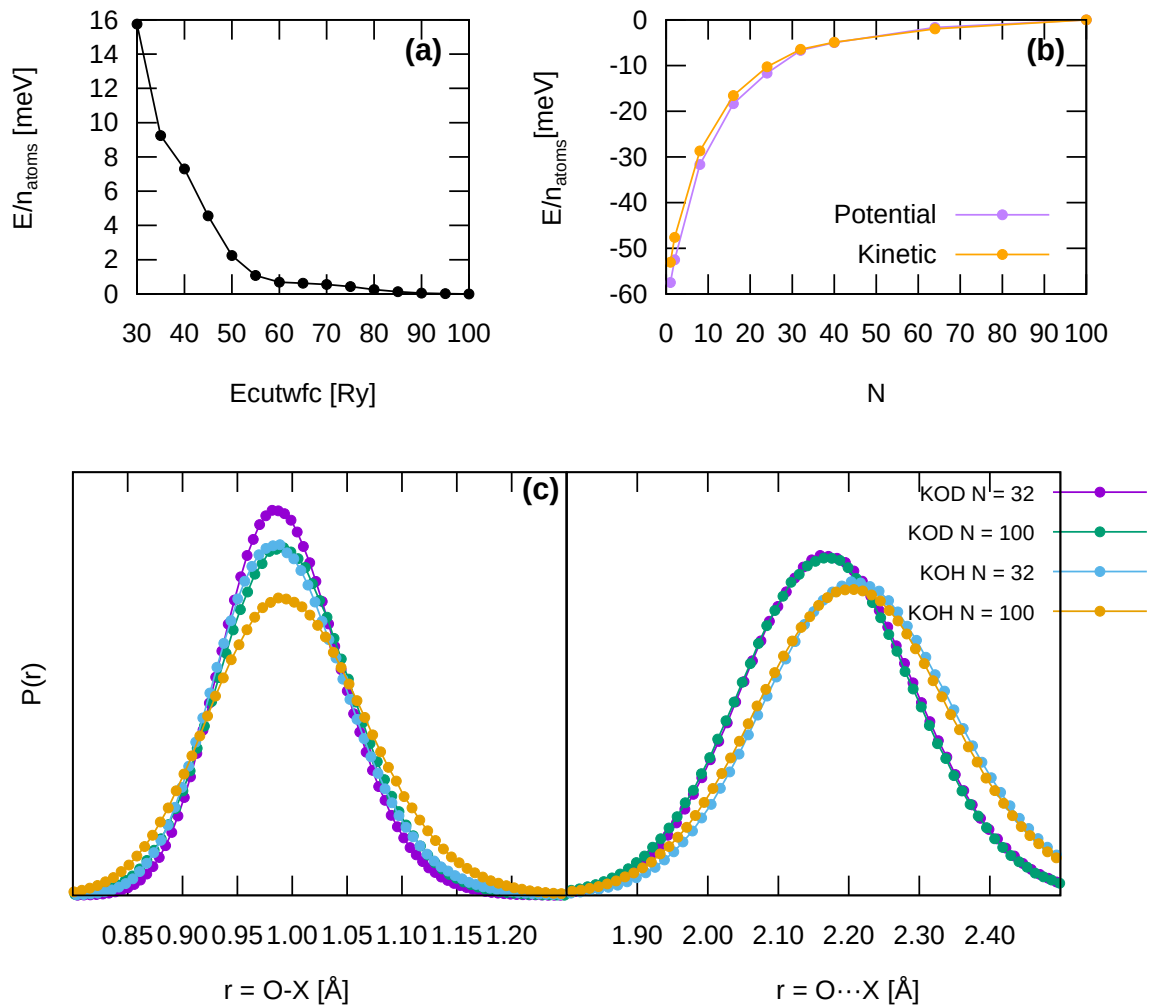 16
14
12
10
8
6
4
2
0
(a)
E/n_atoms [meV]
30 40 50 60 70 80 90 100
Ecutwfc [Ry]
0
-10
-20
-30
-40
-50
-60
(b)
E/n_atoms[meV]
Potential
Kinetic
0 10 20 30 40 50 60 70 80 90 100
N
(c)
KOD N = 32
KOD N = 100
KOH N = 32
KOH N = 100
P(r)
0.85 0.90 0.95 1.00 1.05 1.10 1.15 1.20
1.90 2.00 2.10 2.20 2.30 2.40
r = O-X [Å]
r = O···X [Å]